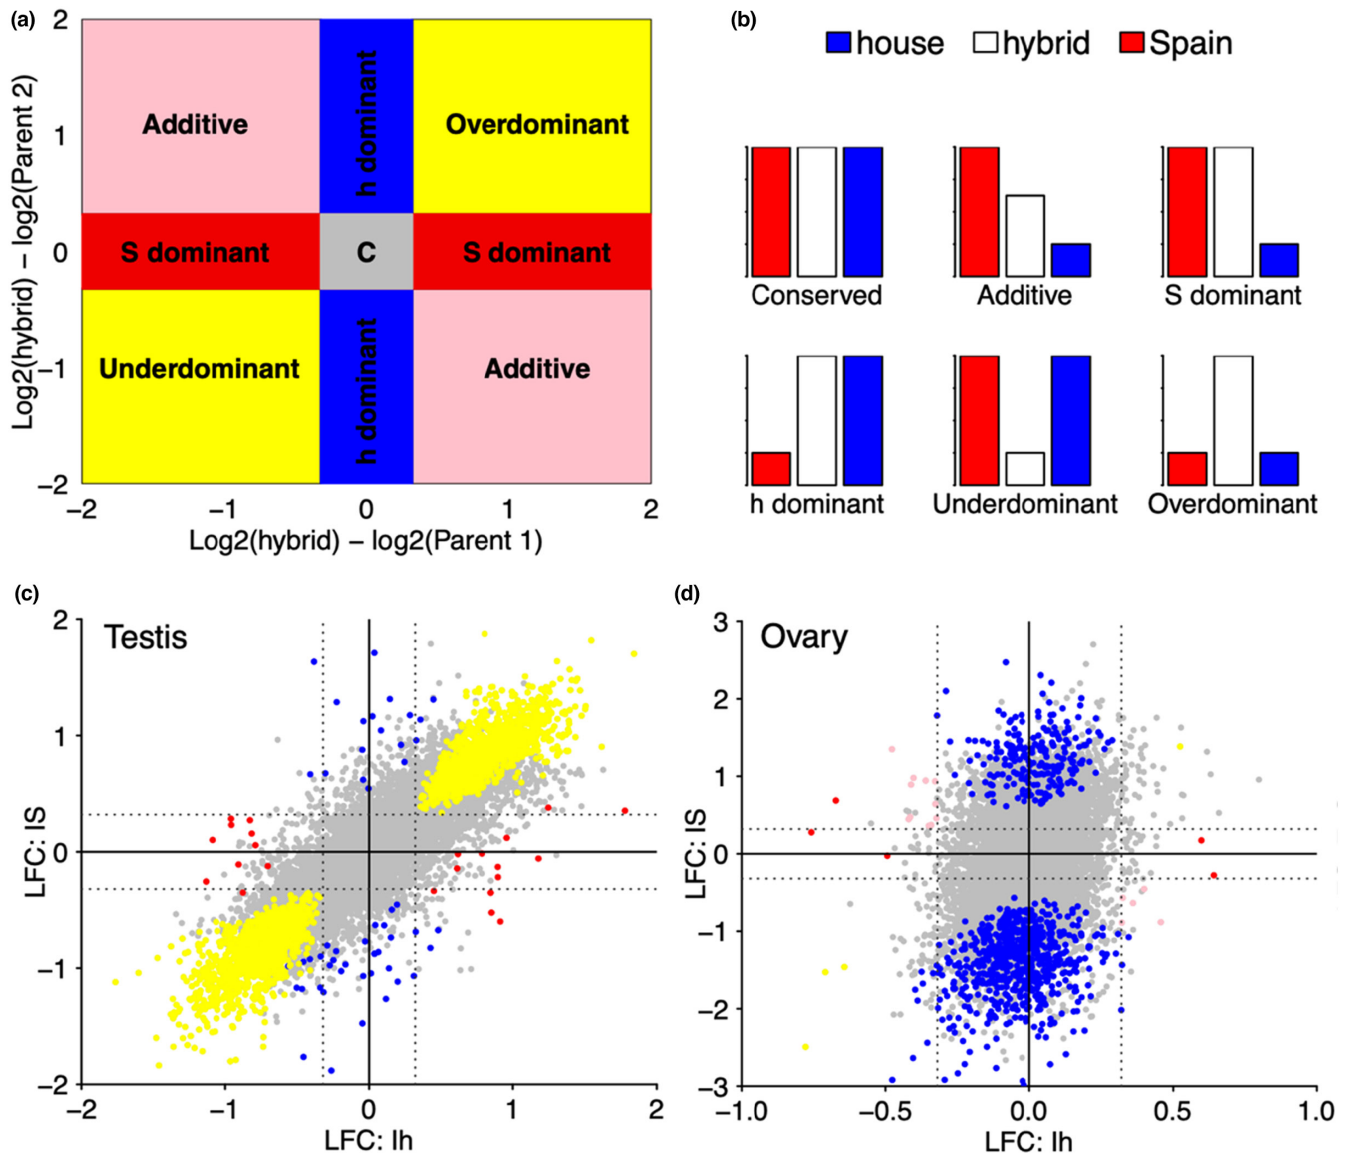 (a)
2
1
0
−1
−2
Log2(hybrid) − log2(Parent 2)
Additive
h dominant
Overdominant
S dominant
C
S dominant
Underdominant
h dominant
Additive
−2
−1
0
1
2
Log2(hybrid) − log2(Parent 1)
(b)
house hybrid Spain
Conserved
Additive
S dominant
h dominant
Underdominant
Overdominant
(c)
Testis
2
1
0
−1
−2
LFC: IS
−2
−1
0
1
2
LFC: Ih
(d)
Ovary
3
2
1
0
−1
−2
−3
LFC: IS
−1.0
−0.5
0.0
0.5
1.0
LFC: Ih